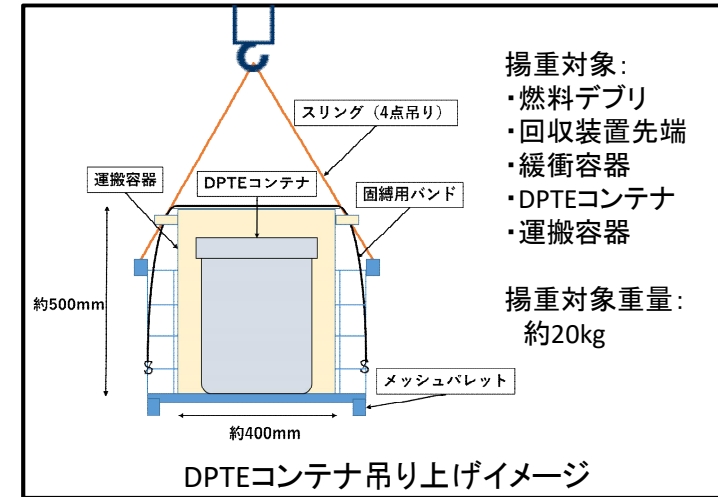 スリング（4点吊り）
運搬容器
DPTEコンテナ
固縛用バンド
約500mm
メッシュパレット
約400mm
揚重対象：
・燃料デブリ
・回収装置先端
・緩衝容器
・DPTEコンテナ
・運搬容器
揚重対象重量：
約20kg
DPTEコンテナ吊り上げイメージ